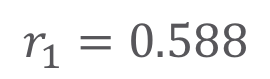 r₁ = 0.588